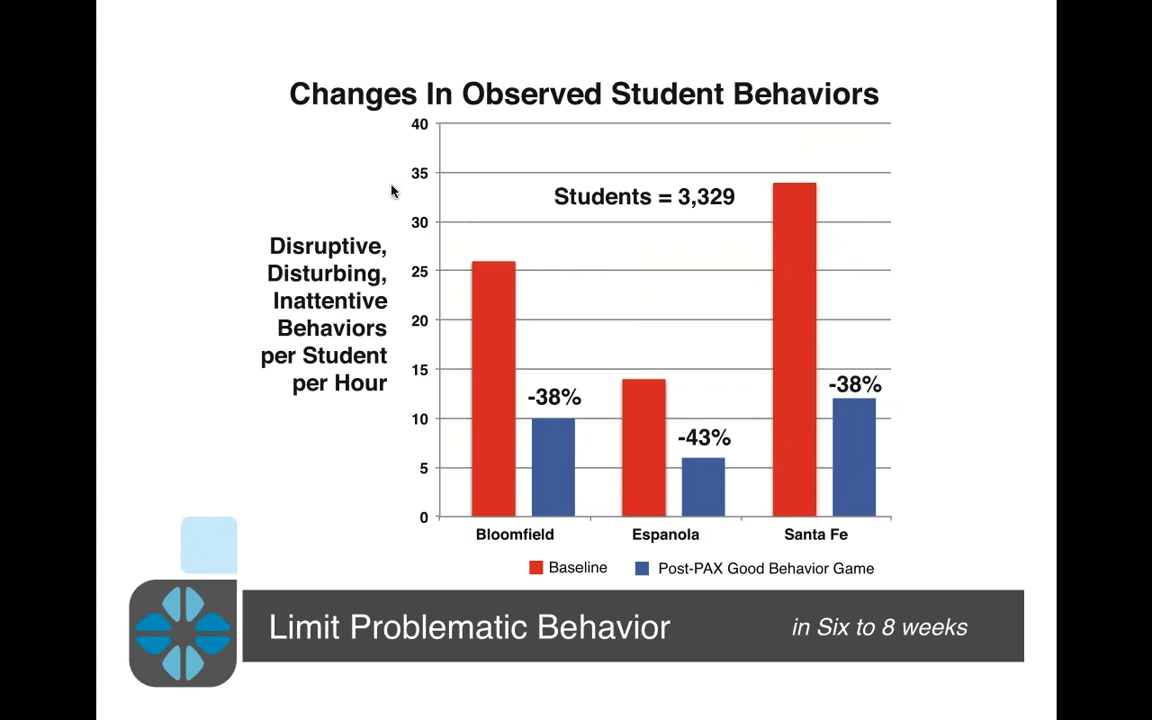 Changes In Observed Student Behaviors
40
35
Students = 3,329
30
Disruptive,
Disturbing,
Inattentive
Behaviors
per Student
per Hour
25
20
15
10
5
0
-38%
-43%
-38%
Bloomfield
Espanola
Santa Fe
Baseline
Post-PAX Good Behavior Game
Limit Problematic Behavior
in Six to 8 weeks